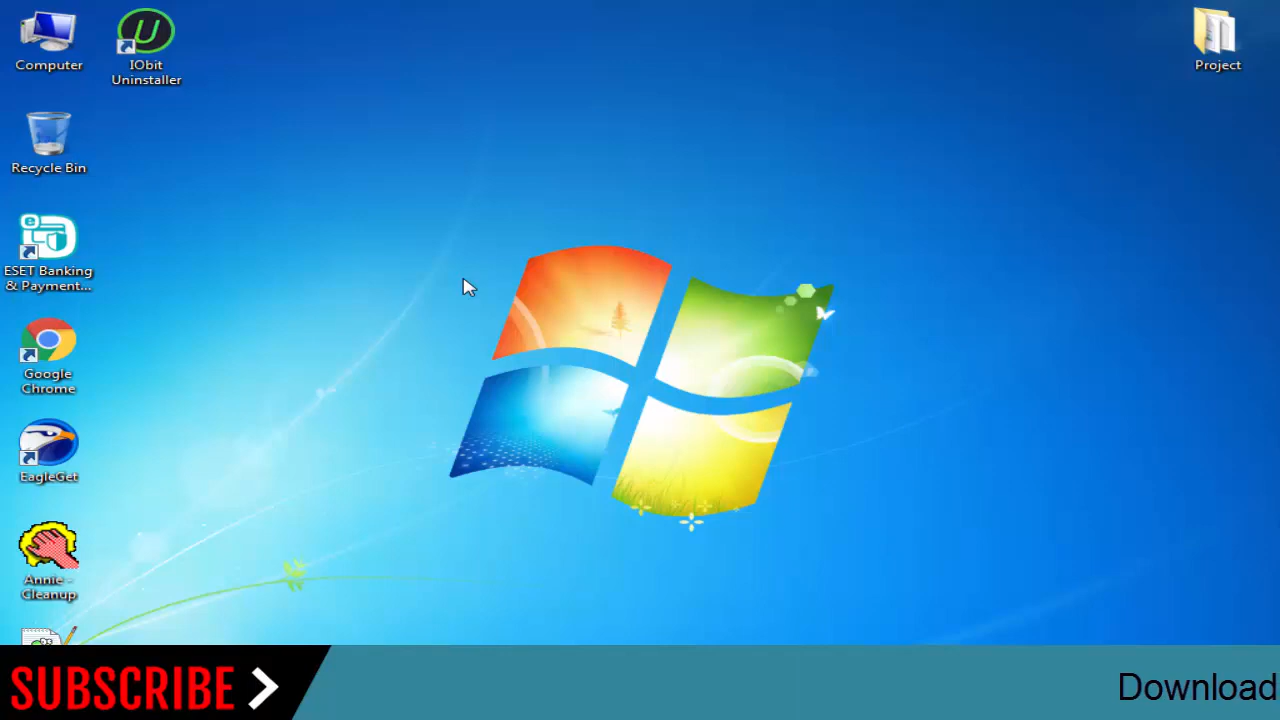 Computer
IObit
Uninstaller
Project
Recycle Bin
ESET Banking
& Payment...
Google
Chrome
EagleGet
Annie -
Cleanup
SUBSCRIBE
Download